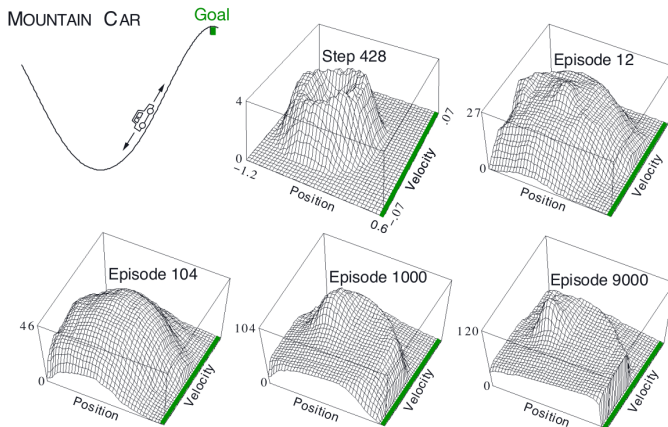 MOUNTAIN CAR
Goal
Step 428
4
0
−1.2
Position
0.6
−.07
Velocity
.07
Episode 12
27
0
Position
Velocity
Episode 104
46
0
Position
Velocity
Episode 1000
104
0
Position
Velocity
Episode 9000
120
0
Position
Velocity